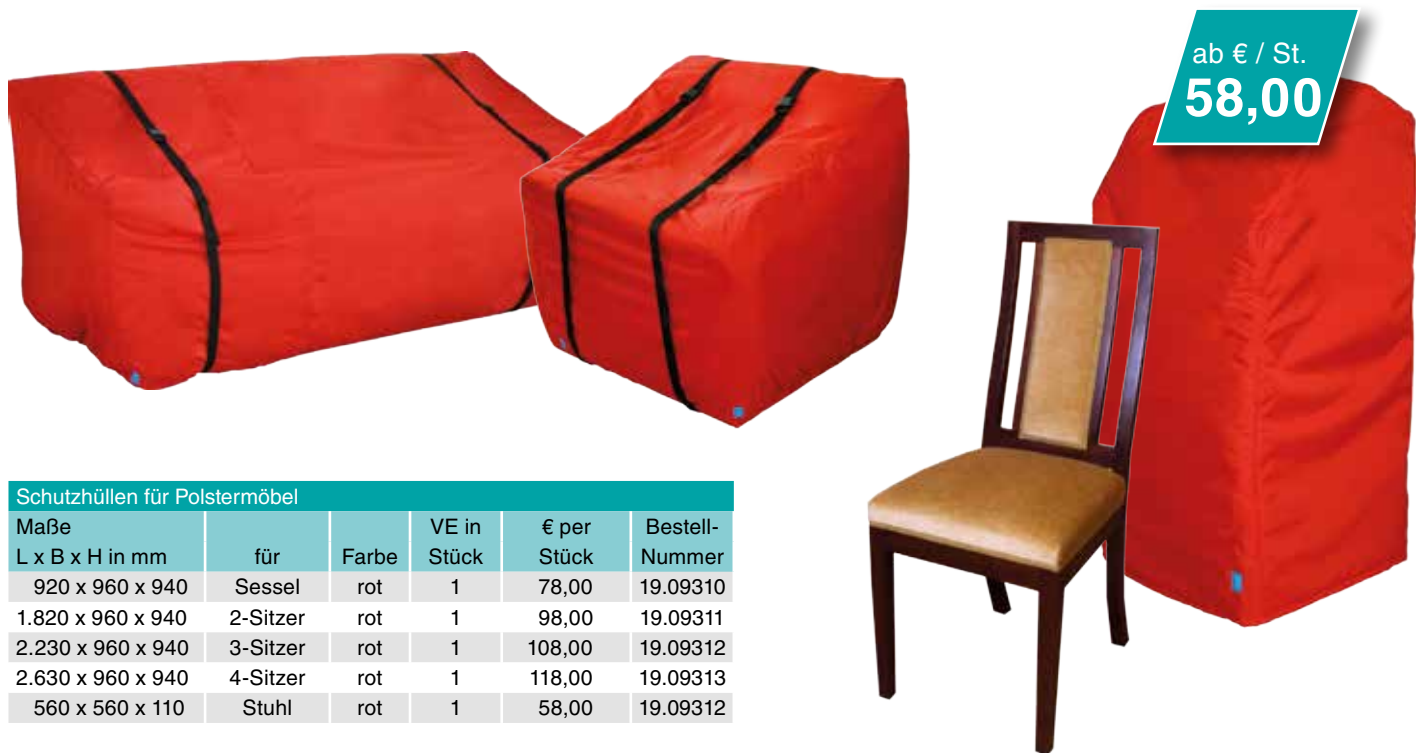 ab € / St.
58,00
Schutzhüllen für Polstermöbel
Maße VE in € per Bestell-
L x B x H in mm für Farbe Stück Stück Nummer
920 x 960 x 940 Sessel rot 1 78,00 19.09310
1.820 x 960 x 940 2-Sitzer rot 1 98,00 19.09311
2.230 x 960 x 940 3-Sitzer rot 1 108,00 19.09312
2.630 x 960 x 940 4-Sitzer rot 1 118,00 19.09313
560 x 560 x 110 Stuhl rot 1 58,00 19.09312